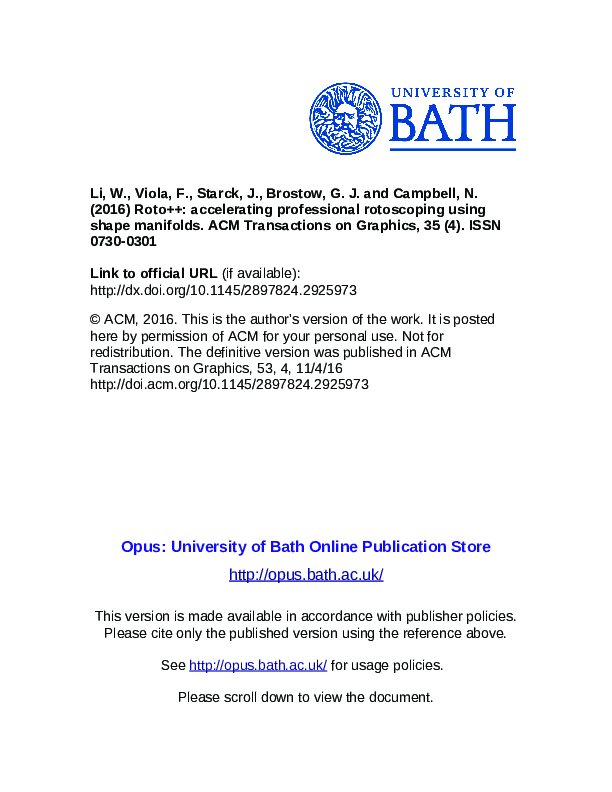 UNIVERSITY OF
BATH
Li, W., Viola, F., Starck, J., Brostow, G. J. and Campbell, N.
(2016) Roto++: accelerating professional rotoscoping using
shape manifolds. ACM Transactions on Graphics, 35 (4). ISSN
0730-0301
Link to official URL (if available):
http://dx.doi.org/10.1145/2897824.2925973
© ACM, 2016. This is the author's version of the work. It is posted
here by permission of ACM for your personal use. Not for
redistribution. The definitive version was published in ACM
Transactions on Graphics, 53, 4, 11/4/16
http://doi.acm.org/10.1145/2897824.2925973
Opus: University of Bath Online Publication Store
http://opus.bath.ac.uk/
This version is made available in accordance with publisher policies.
Please cite only the published version using the reference above.
See http://opus.bath.ac.uk/ for usage policies.
Please scroll down to view the document.